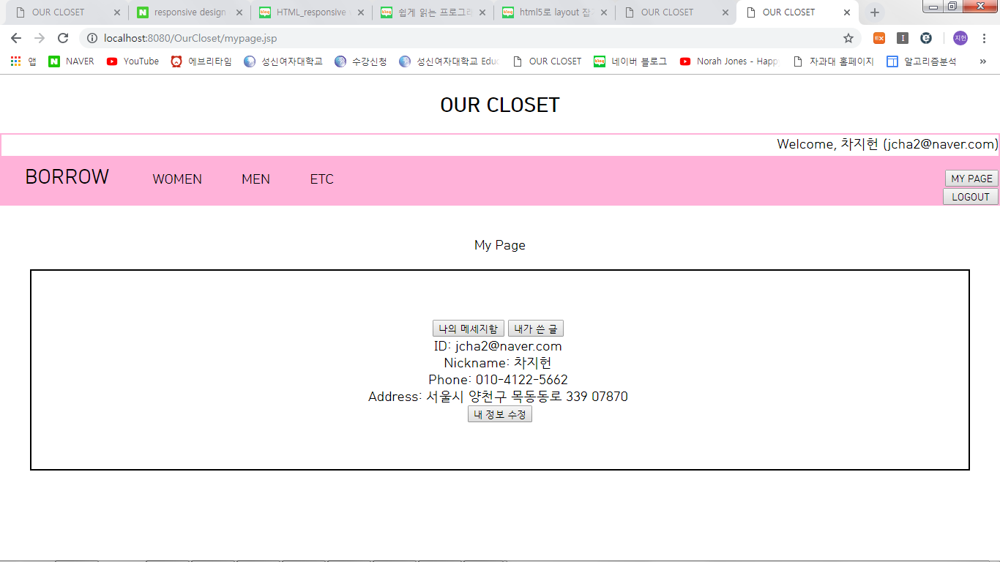 OUR CLOSET
responsive design
HTML_responsive
쉽게 읽는 프로그래
html5로 layout 잡
OUR CLOSET
OUR CLOSET
localhost:8080/OurCloset/mypage.jsp
지헌
앱 NAVER YouTube 에브리타임 성신여자대학교 수강신청 성신여자대학교 Educ OUR CLOSET 네이버 블로그 Norah Jones - Happ 자과대 홈페이지 알고리즘분석 »
OUR CLOSET
Welcome, 차지헌 (jcha2@naver.com)
BORROW WOMEN MEN ETC
MY PAGE
LOGOUT
My Page
나의 메세지함 내가 쓴 글
ID: jcha2@naver.com
Nickname: 차지헌
Phone: 010-4122-5662
Address: 서울시 양천구 목동동로 339 07870
내 정보 수정